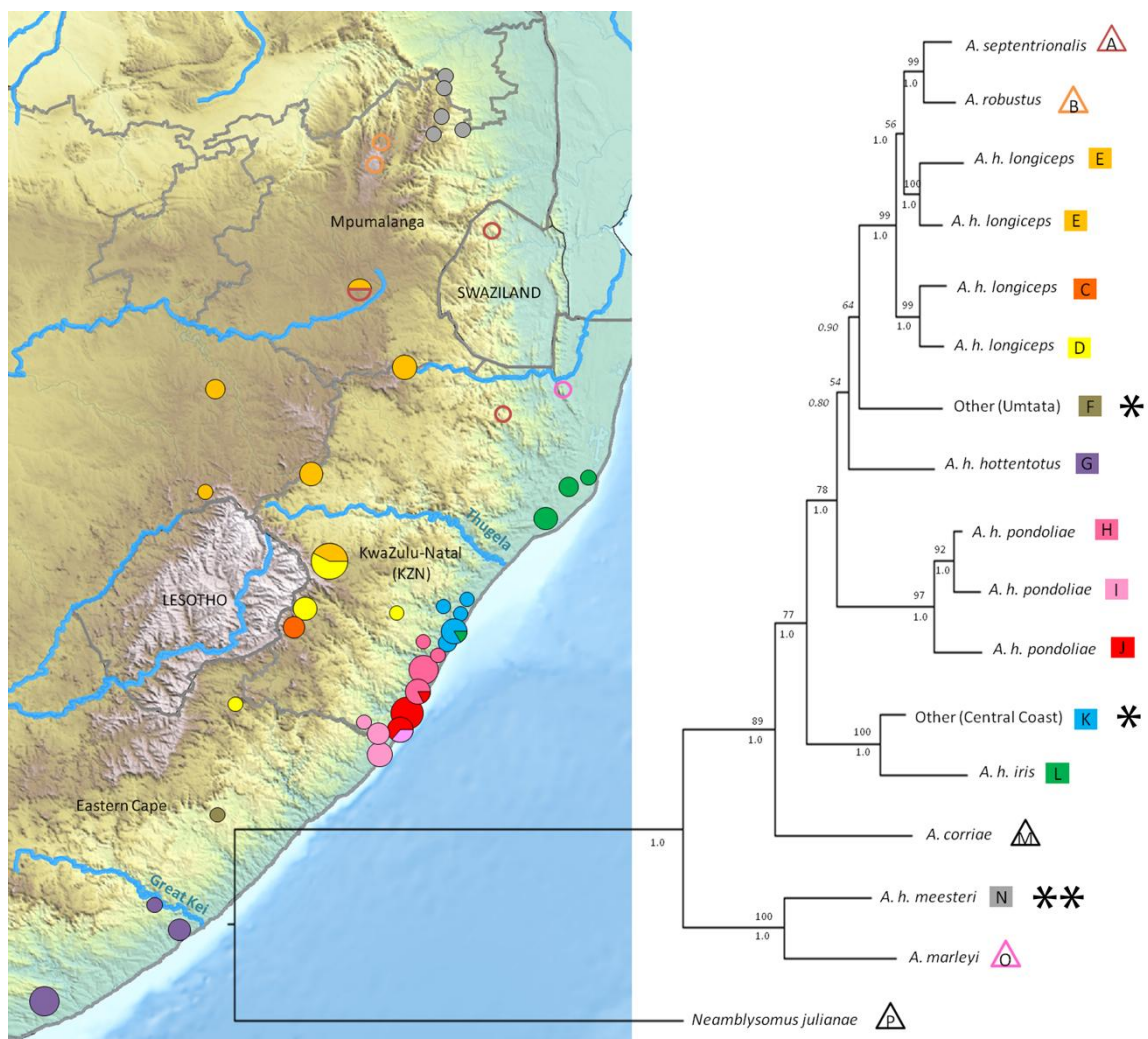 Mpumalanga
SWAZILAND
Thugela
KwaZulu-Natal
(KZN)
LESOTHO
Eastern Cape
Great Kei
A. septentrionalis A
99
1.0
A. robustus B
56
1.0
A. h. longiceps E
100
1.0
A. h. longiceps E
99
1.0
A. h. longiceps C
99
1.0
A. h. longiceps D
64
0.90
Other (Umtata) F *
54
0.80
A. h. hottentotus G
78
1.0
A. h. pondoliae H
92
1.0
A. h. pondoliae I
97
1.0
A. h. pondoliae J
77
1.0
Other (Central Coast) K *
100
1.0
A. h. iris L
89
1.0
A. corriae M
1.0
A. h. meesteri N **
100
1.0
A. marleyi O
Neamblysomus julianae P